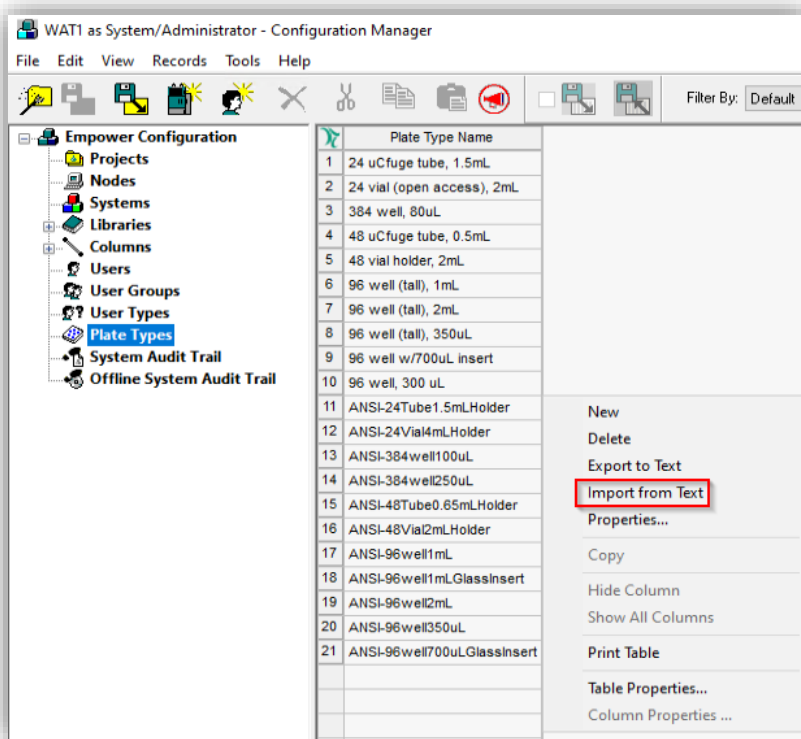 WAT1 as System/Administrator - Configuration Manager
File Edit View Records Tools Help
Filter By: Default
Empower Configuration
Projects
Nodes
Systems
Libraries
Columns
Users
User Groups
User Types
Plate Types
System Audit Trail
Offline System Audit Trail
Plate Type Name
1 24 uCfuge tube, 1.5mL
2 24 vial (open access), 2mL
3 384 well, 80uL
4 48 uCfuge tube, 0.5mL
5 48 vial holder, 2mL
6 96 well (tall), 1mL
7 96 well (tall), 2mL
8 96 well (tall), 350uL
9 96 well w/700uL insert
10 96 well, 300 uL
11 ANSI-24Tube1.5mLHolder
12 ANSI-24Vial4mLHolder
13 ANSI-384well100uL
14 ANSI-384well250uL
15 ANSI-48Tube0.65mLHolder
16 ANSI-48Vial2mLHolder
17 ANSI-96well1mL
18 ANSI-96well1mLGlassInsert
19 ANSI-96well2mL
20 ANSI-96well350uL
21 ANSI-96well700uLGlassInsert
New
Delete
Export to Text
Import from Text
Properties...
Copy
Hide Column
Show All Columns
Print Table
Table Properties...
Column Properties ...